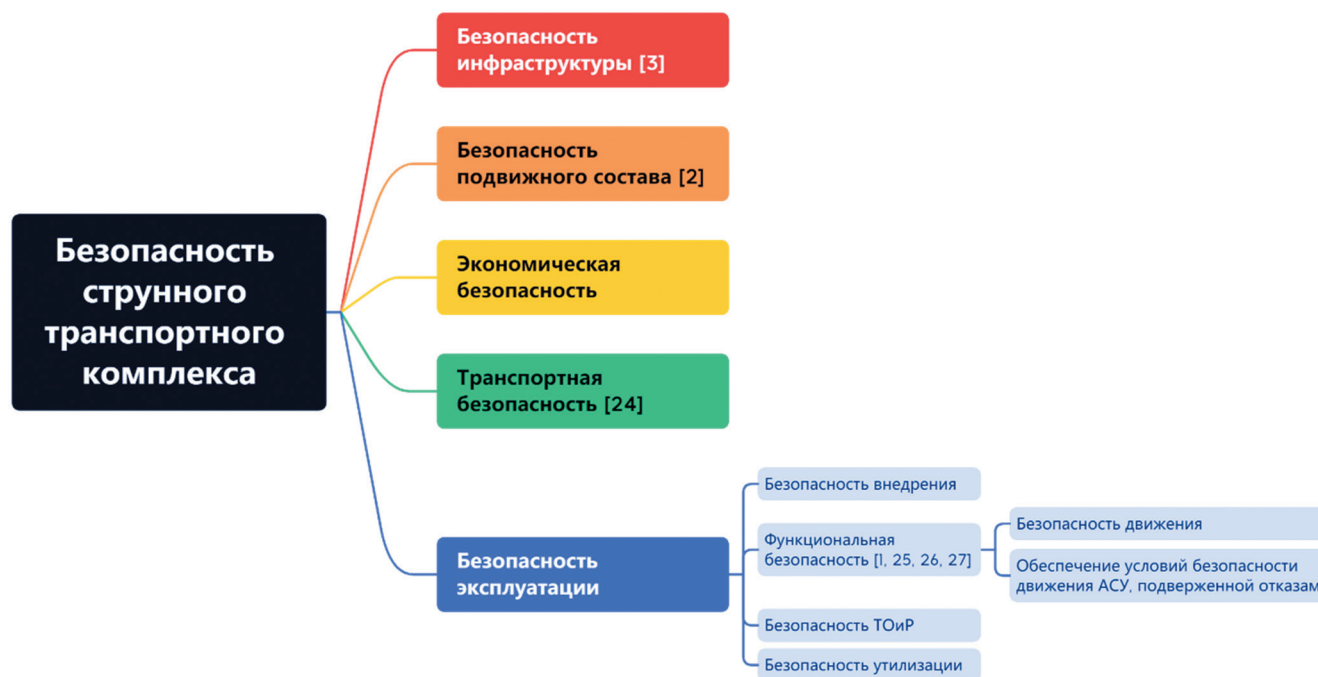 Безопасность
инфраструктуры [3]
Безопасность
подвижного состава [2]
Безопасность
струнного
транспортного
комплекса
Экономическая
безопасность
Транспортная
безопасность [24]
Безопасность
эксплуатации
Безопасность внедрения
Функциональная
безопасность [1, 25, 26, 27]
Безопасность движения
Обеспечение условий безопасности
движения АСУ, подверженной отказам
Безопасность ТОиР
Безопасность утилизации